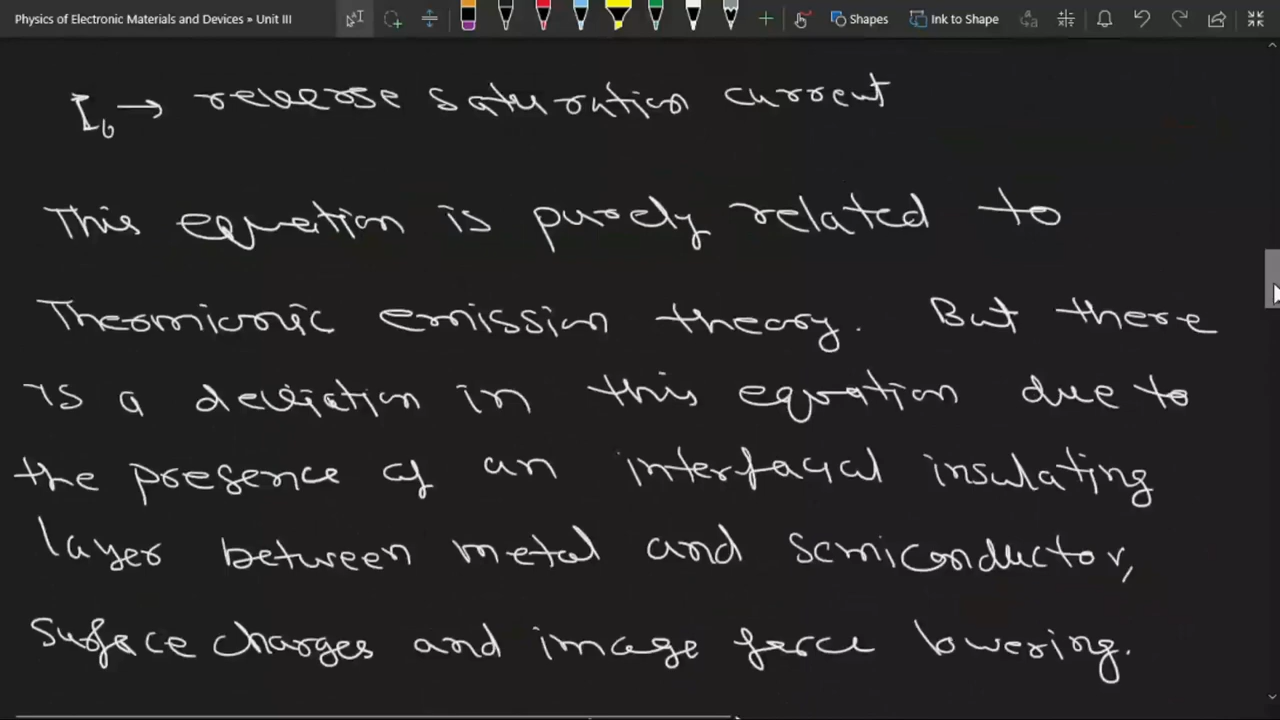 Physics of Electronic Materials and Devices » Unit III
Shapes
Ink to Shape
I₀ → reverse saturation current
This equation is purely related to
Thermionic emission theory. But there
is a deviation in this equation due to
the presence of an interfacial insulating
layer between metal and semiconductor,
surface charges and image force lowering.